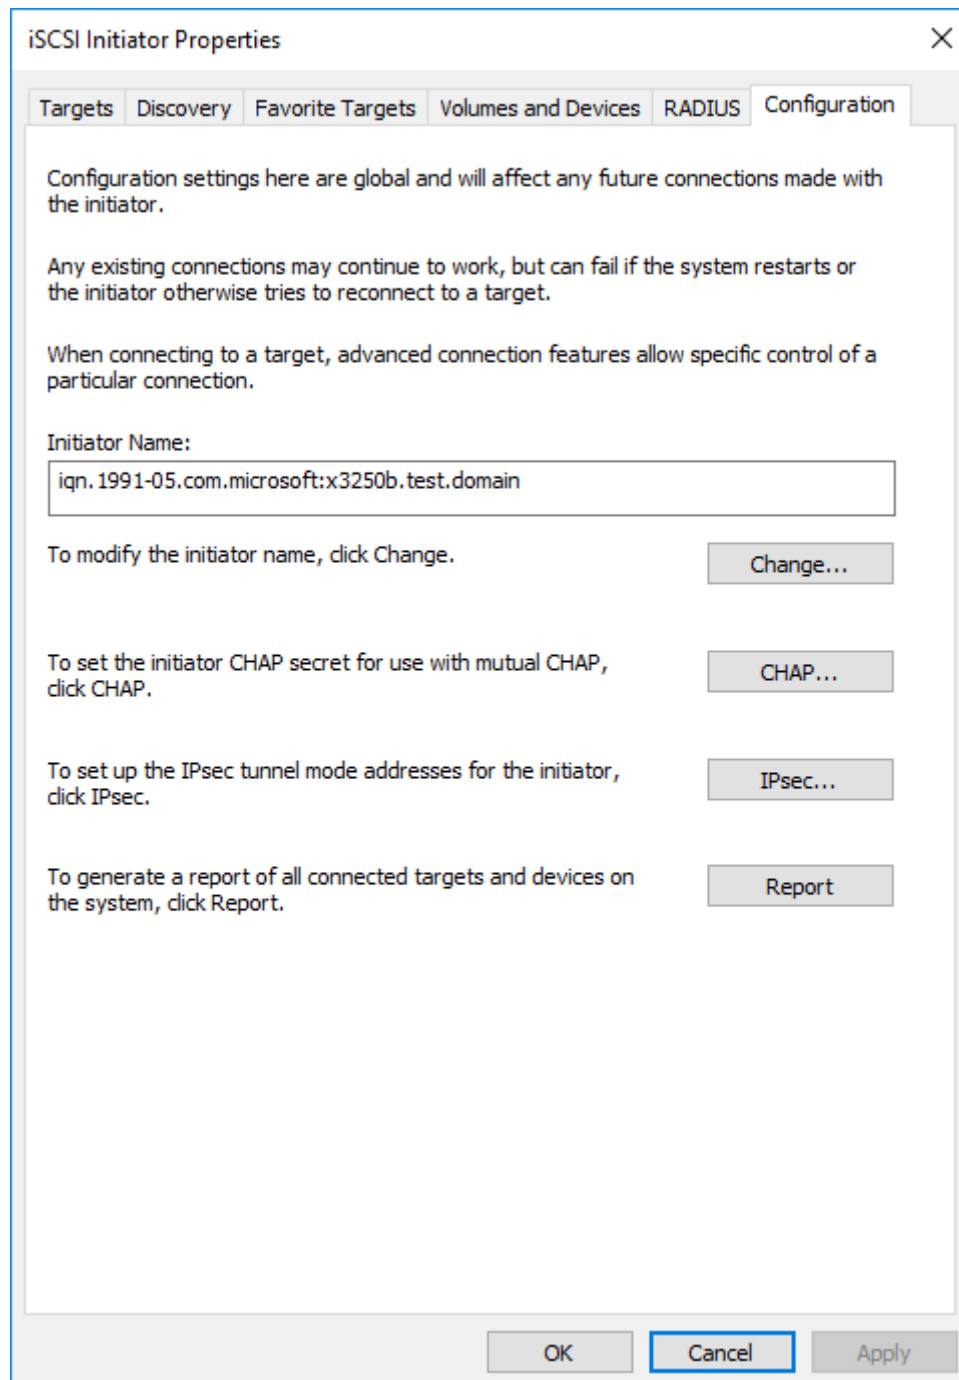 iSCSI Initiator Properties
Targets Discovery Favorite Targets Volumes and Devices RADIUS Configuration
Configuration settings here are global and will affect any future connections made with
the initiator.
Any existing connections may continue to work, but can fail if the system restarts or
the initiator otherwise tries to reconnect to a target.
When connecting to a target, advanced connection features allow specific control of a
particular connection.
Initiator Name:
iqn.1991-05.com.microsoft:x3250b.test.domain
To modify the initiator name, click Change.
Change...
To set the initiator CHAP secret for use with mutual CHAP,
click CHAP.
CHAP...
To set up the IPsec tunnel mode addresses for the initiator,
click IPsec.
IPsec...
To generate a report of all connected targets and devices on
the system, click Report.
Report
OK Cancel Apply